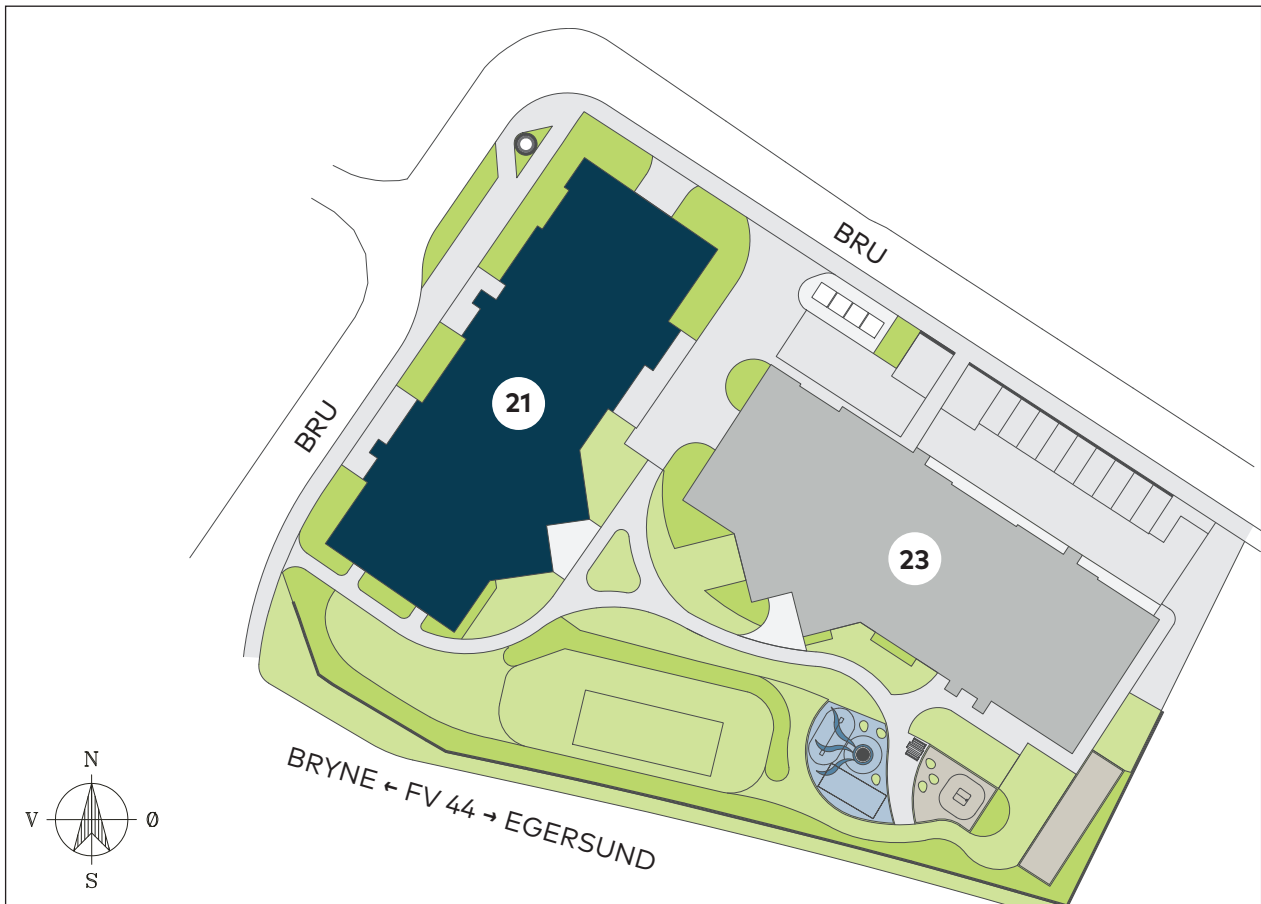 BRU
BRU
21
23
BRYNE ← FV 44 → EGERSUND
N
V Ø
S